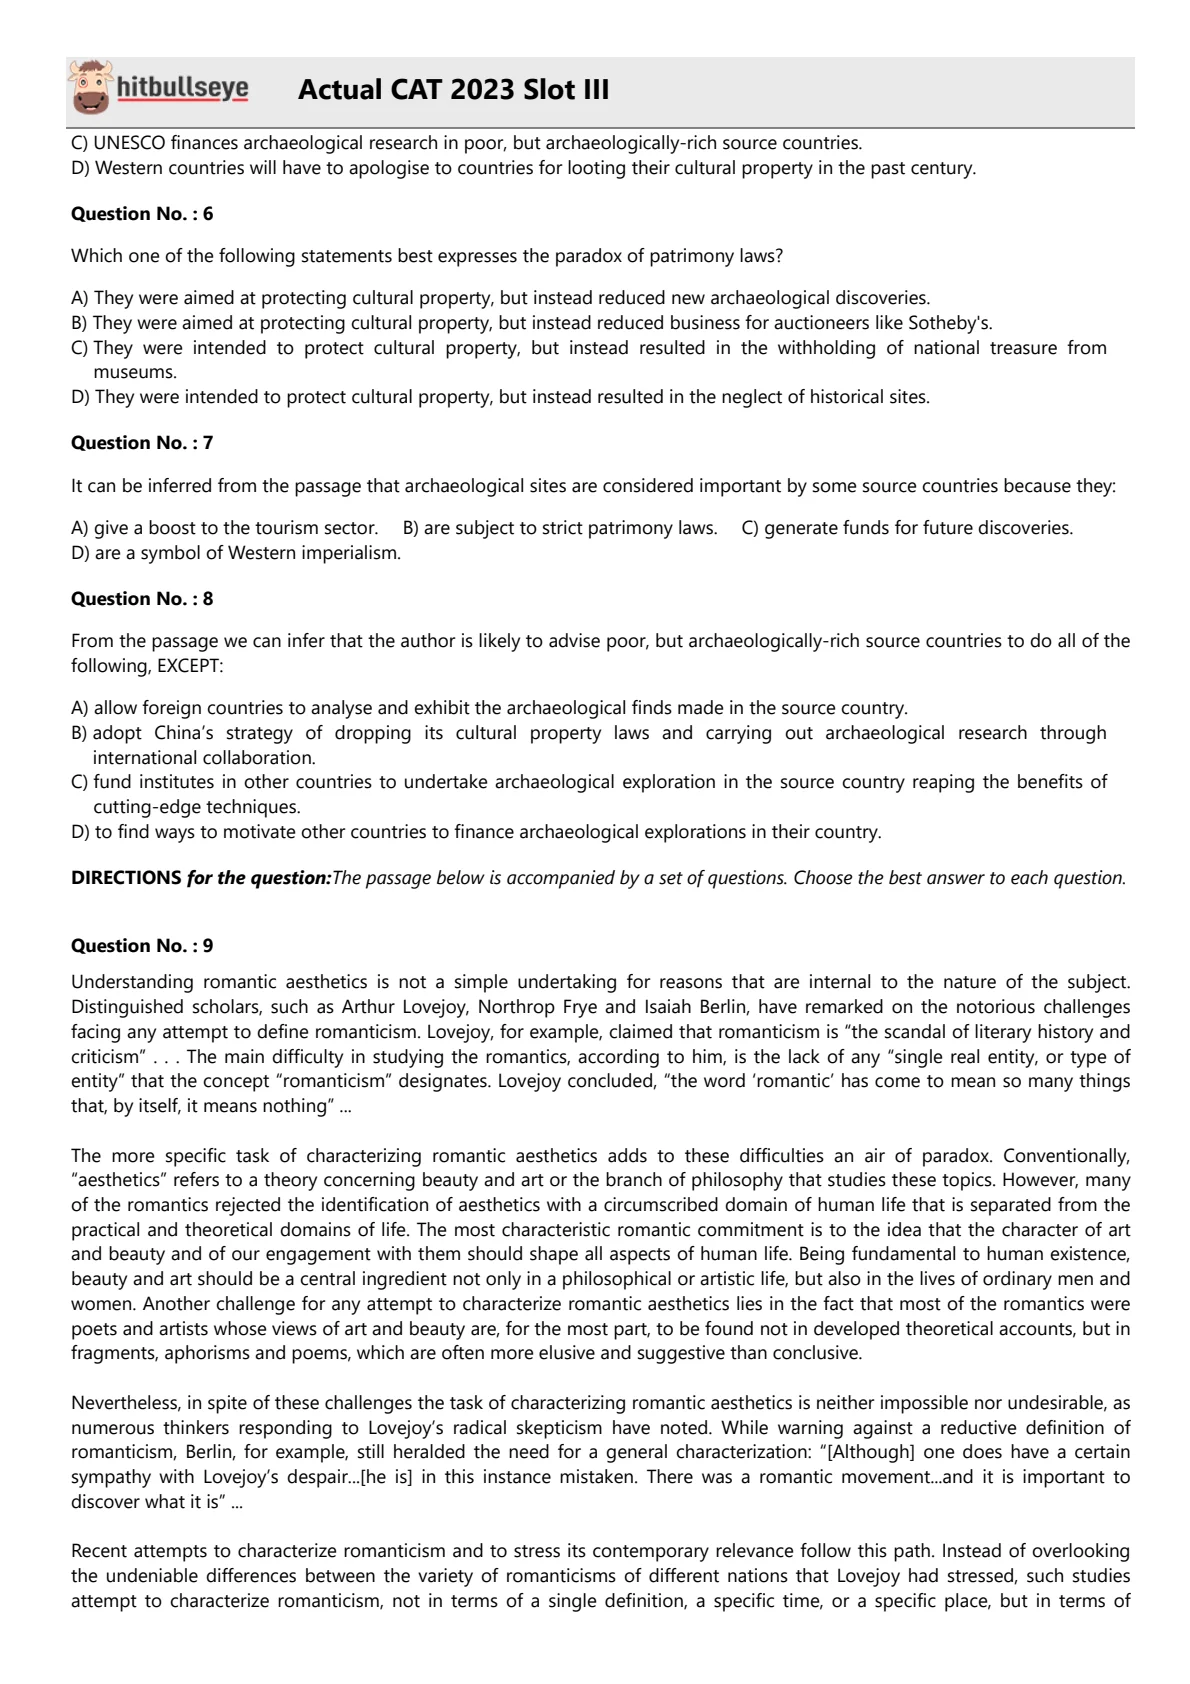 hitbullseye
Actual CAT 2023 Slot III
C) UNESCO finances archaeological research in poor, but archaeologically-rich source countries.
D) Western countries will have to apologise to countries for looting their cultural property in the past century.
Question No. : 6
Which one of the following statements best expresses the paradox of patrimony laws?
A) They were aimed at protecting cultural property, but instead reduced new archaeological discoveries.
B) They were aimed at protecting cultural property, but instead reduced business for auctioneers like Sotheby's.
C) They were intended to protect cultural property, but instead resulted in the withholding of national treasure from
museums.
D) They were intended to protect cultural property, but instead resulted in the neglect of historical sites.
Question No. : 7
It can be inferred from the passage that archaeological sites are considered important by some source countries because they:
A) give a boost to the tourism sector. B) are subject to strict patrimony laws. C) generate funds for future discoveries.
D) are a symbol of Western imperialism.
Question No. : 8
From the passage we can infer that the author is likely to advise poor, but archaeologically-rich source countries to do all of the
following, EXCEPT:
A) allow foreign countries to analyse and exhibit the archaeological finds made in the source country.
B) adopt China’s strategy of dropping its cultural property laws and carrying out archaeological research through
international collaboration.
C) fund institutes in other countries to undertake archaeological exploration in the source country reaping the benefits of
cutting-edge techniques.
D) to find ways to motivate other countries to finance archaeological explorations in their country.
DIRECTIONS for the question:The passage below is accompanied by a set of questions. Choose the best answer to each question.
Question No. : 9
Understanding romantic aesthetics is not a simple undertaking for reasons that are internal to the nature of the subject.
Distinguished scholars, such as Arthur Lovejoy, Northrop Frye and Isaiah Berlin, have remarked on the notorious challenges
facing any attempt to define romanticism. Lovejoy, for example, claimed that romanticism is “the scandal of literary history and
criticism” . . . The main difficulty in studying the romantics, according to him, is the lack of any “single real entity, or type of
entity” that the concept “romanticism” designates. Lovejoy concluded, “the word ‘romantic’ has come to mean so many things
that, by itself, it means nothing” ...
The more specific task of characterizing romantic aesthetics adds to these difficulties an air of paradox. Conventionally,
“aesthetics” refers to a theory concerning beauty and art or the branch of philosophy that studies these topics. However, many
of the romantics rejected the identification of aesthetics with a circumscribed domain of human life that is separated from the
practical and theoretical domains of life. The most characteristic romantic commitment is to the idea that the character of art
and beauty and of our engagement with them should shape all aspects of human life. Being fundamental to human existence,
beauty and art should be a central ingredient not only in a philosophical or artistic life, but also in the lives of ordinary men and
women. Another challenge for any attempt to characterize romantic aesthetics lies in the fact that most of the romantics were
poets and artists whose views of art and beauty are, for the most part, to be found not in developed theoretical accounts, but in
fragments, aphorisms and poems, which are often more elusive and suggestive than conclusive.
Nevertheless, in spite of these challenges the task of characterizing romantic aesthetics is neither impossible nor undesirable, as
numerous thinkers responding to Lovejoy’s radical skepticism have noted. While warning against a reductive definition of
romanticism, Berlin, for example, still heralded the need for a general characterization: “[Although] one does have a certain
sympathy with Lovejoy’s despair...[he is] in this instance mistaken. There was a romantic movement...and it is important to
discover what it is” ...
Recent attempts to characterize romanticism and to stress its contemporary relevance follow this path. Instead of overlooking
the undeniable differences between the variety of romanticisms of different nations that Lovejoy had stressed, such studies
attempt to characterize romanticism, not in terms of a single definition, a specific time, or a specific place, but in terms of